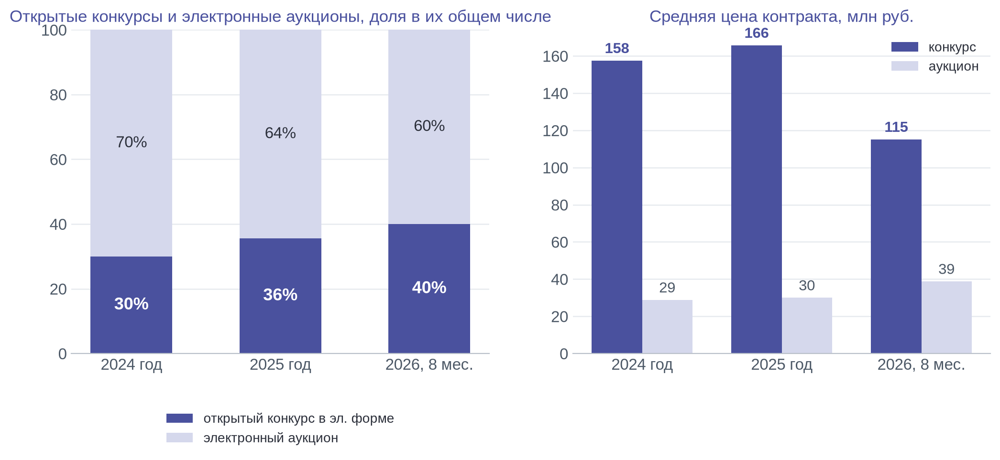 Открытые конкурсы и электронные аукционы, доля в их общем числе
100
80
60
40
20
0
70%
64%
60%
30%
36%
40%
2024 год
2025 год
2026, 8 мес.
открытый конкурс в эл. форме
электронный аукцион
Средняя цена контракта, млн руб.
конкурс
аукцион
160
140
120
100
80
60
40
20
0
158
29
166
30
115
39
2024 год
2025 год
2026, 8 мес.